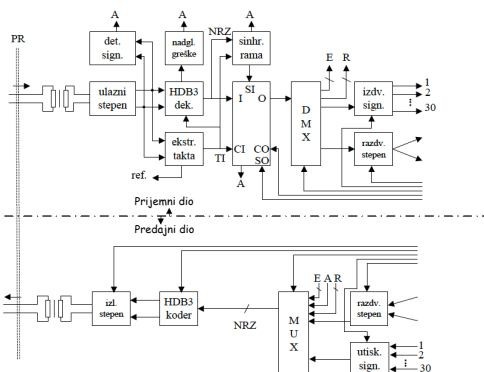 PR
A A A
NRZ
det. sign.
nadgl. greške
sinhr. rama
E R
ulazni stepen
HDB3 dek.
I SI O
D M X
izdv. sign.
1
2
⋮
30
ekstr. takta
TI
CI CO SO
razdv. stepen
ref.
A
Prijemni dio
Predajni dio
E A R
izl. stepen
HDB3 koder
NRZ
M U X
razdv. stepen
utisk. sign.
1
2
⋮
30